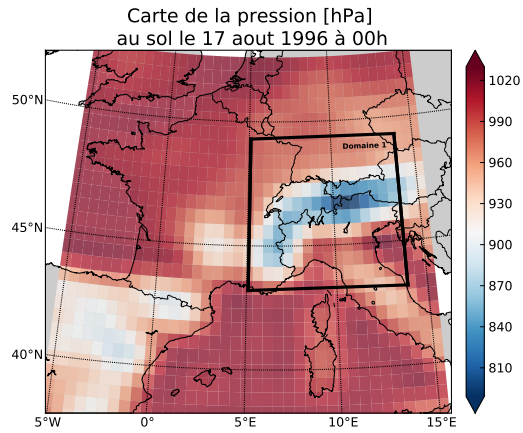 Carte de la pression [hPa]
au sol le 17 aout 1996 à 00h
50°N
45°N
40°N
5°W
0°
5°E
10°E
15°E
Domaine 1
1020
990
960
930
900
870
840
810